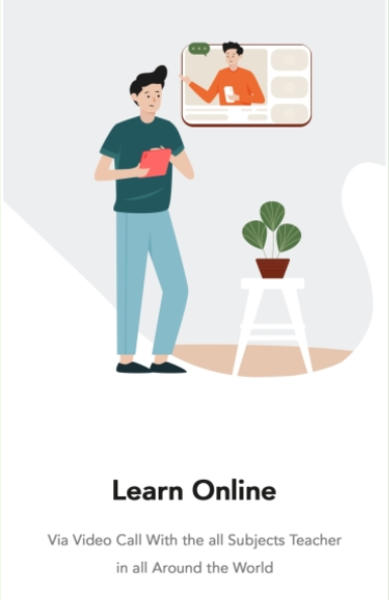 Learn Online
Via Video Call With the all Subjects Teacher
in all Around the World